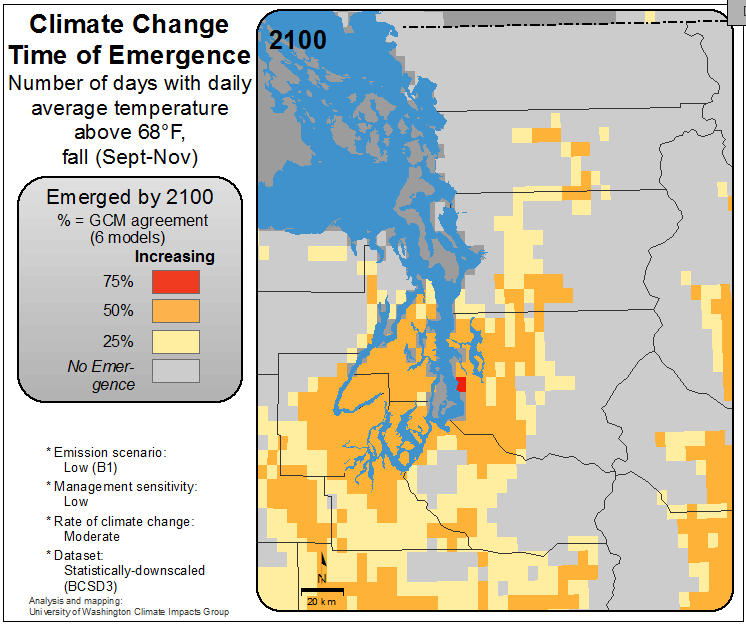 Climate Change
Time of Emergence
Number of days with daily
average temperature
above 68°F,
fall (Sept-Nov)
Emerged by 2100
% = GCM agreement
(6 models)
Increasing
75%
50%
25%
No Emer-
gence
* Emission scenario:
Low (B1)
* Management sensitivity:
Low
* Rate of climate change:
Moderate
* Dataset:
Statistically-downscaled
(BCSD3)
Analysis and mapping:
University of Washington Climate Impacts Group
2100
N
20 km